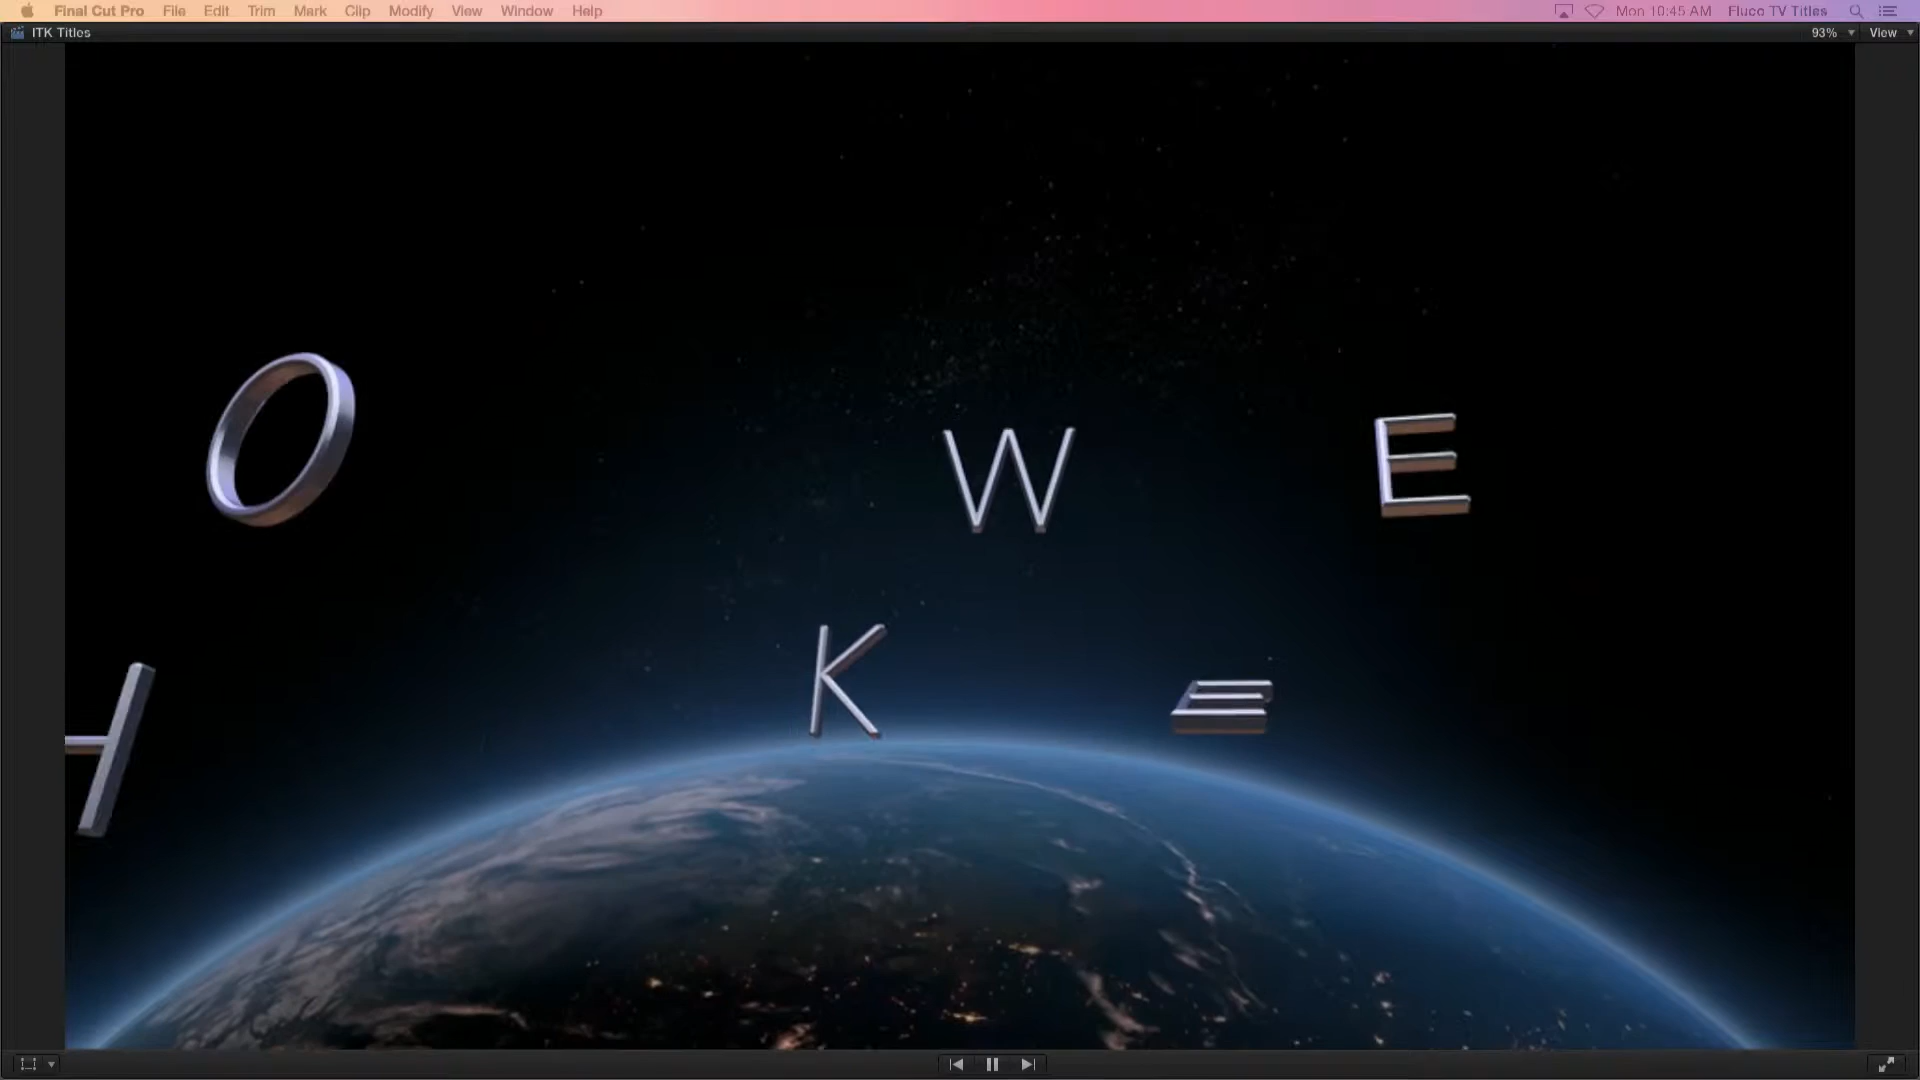 Final Cut Pro File Edit Trim Mark Clip Modify View Window Help Mon 10:45 AM Fluco TV Titles
ITK Titles 93% View
O W E
H K E